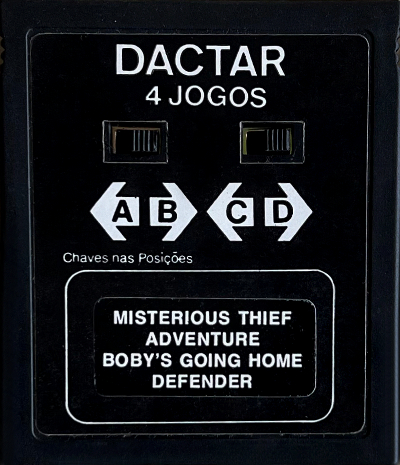 DACTAR
4 JOGOS
A B C D
Chaves nas Posições
MISTERIOUS THIEF
ADVENTURE
BOBY'S GOING HOME
DEFENDER